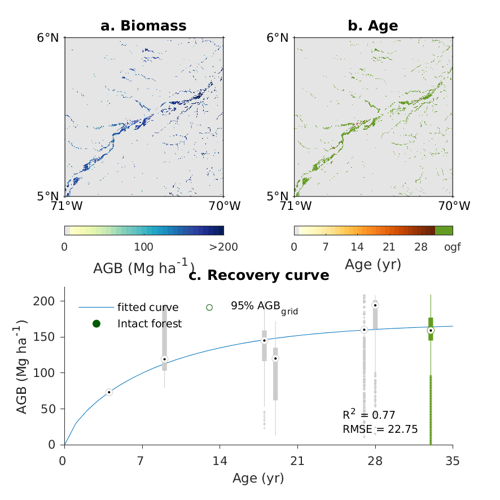 a. Biomass
b. Age
6°N
6°N
5°N
5°N
71°W
70°W
71°W
70°W
0
100
>200
0
7
14
21
28
ogf
AGB (Mg ha⁻¹)
Age (yr)
c. Recovery curve
200
150
100
50
0
AGB (Mg ha⁻¹)
fitted curve
95% AGB_grid
Intact forest
R² = 0.77
RMSE = 22.75
0
7
14
21
28
35
Age (yr)